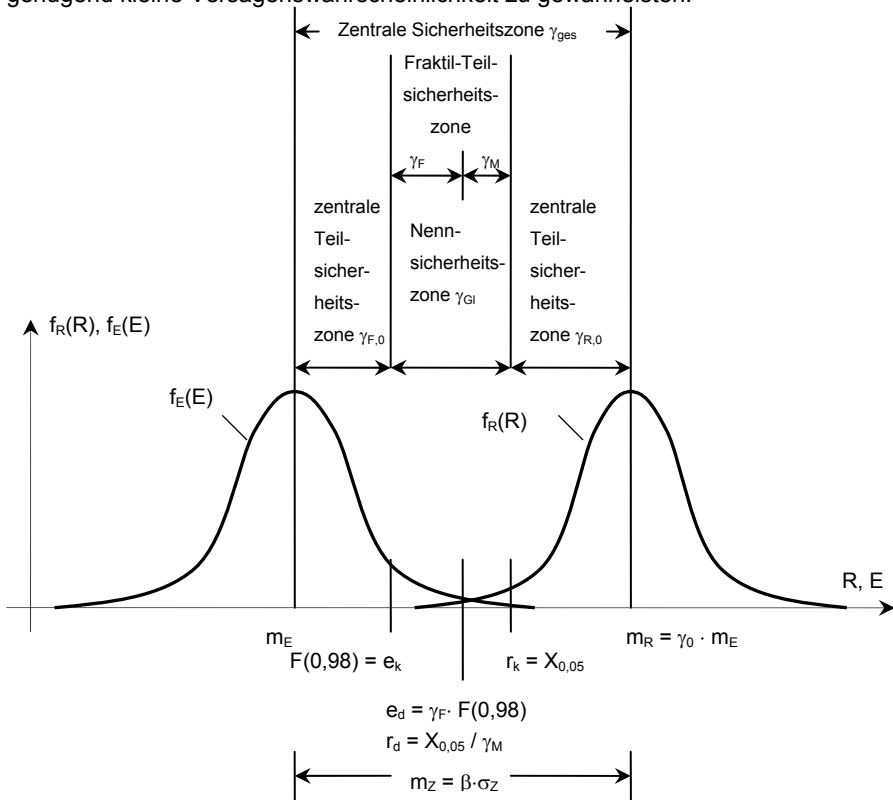 genügend kleine Versagenswahrscheinlichkeit zu gewährleisten.
Zentrale Sicherheitszone γges
Fraktil-Teil-
sicherheits-
zone
γF
γM
zentrale
Teil-
sicher-
heits-
zone γF,0
Nenn-
sicherheits-
zone γGl
zentrale
Teil-
sicher-
heits-
zone γR,0
fR(R), fE(E)
fE(E)
fR(R)
R, E
mE
F(0,98) = ek
rk = X0,05
mR = γ0 · mE
ed = γF· F(0,98)
rd = X0,05 / γM
mZ = β·σZ